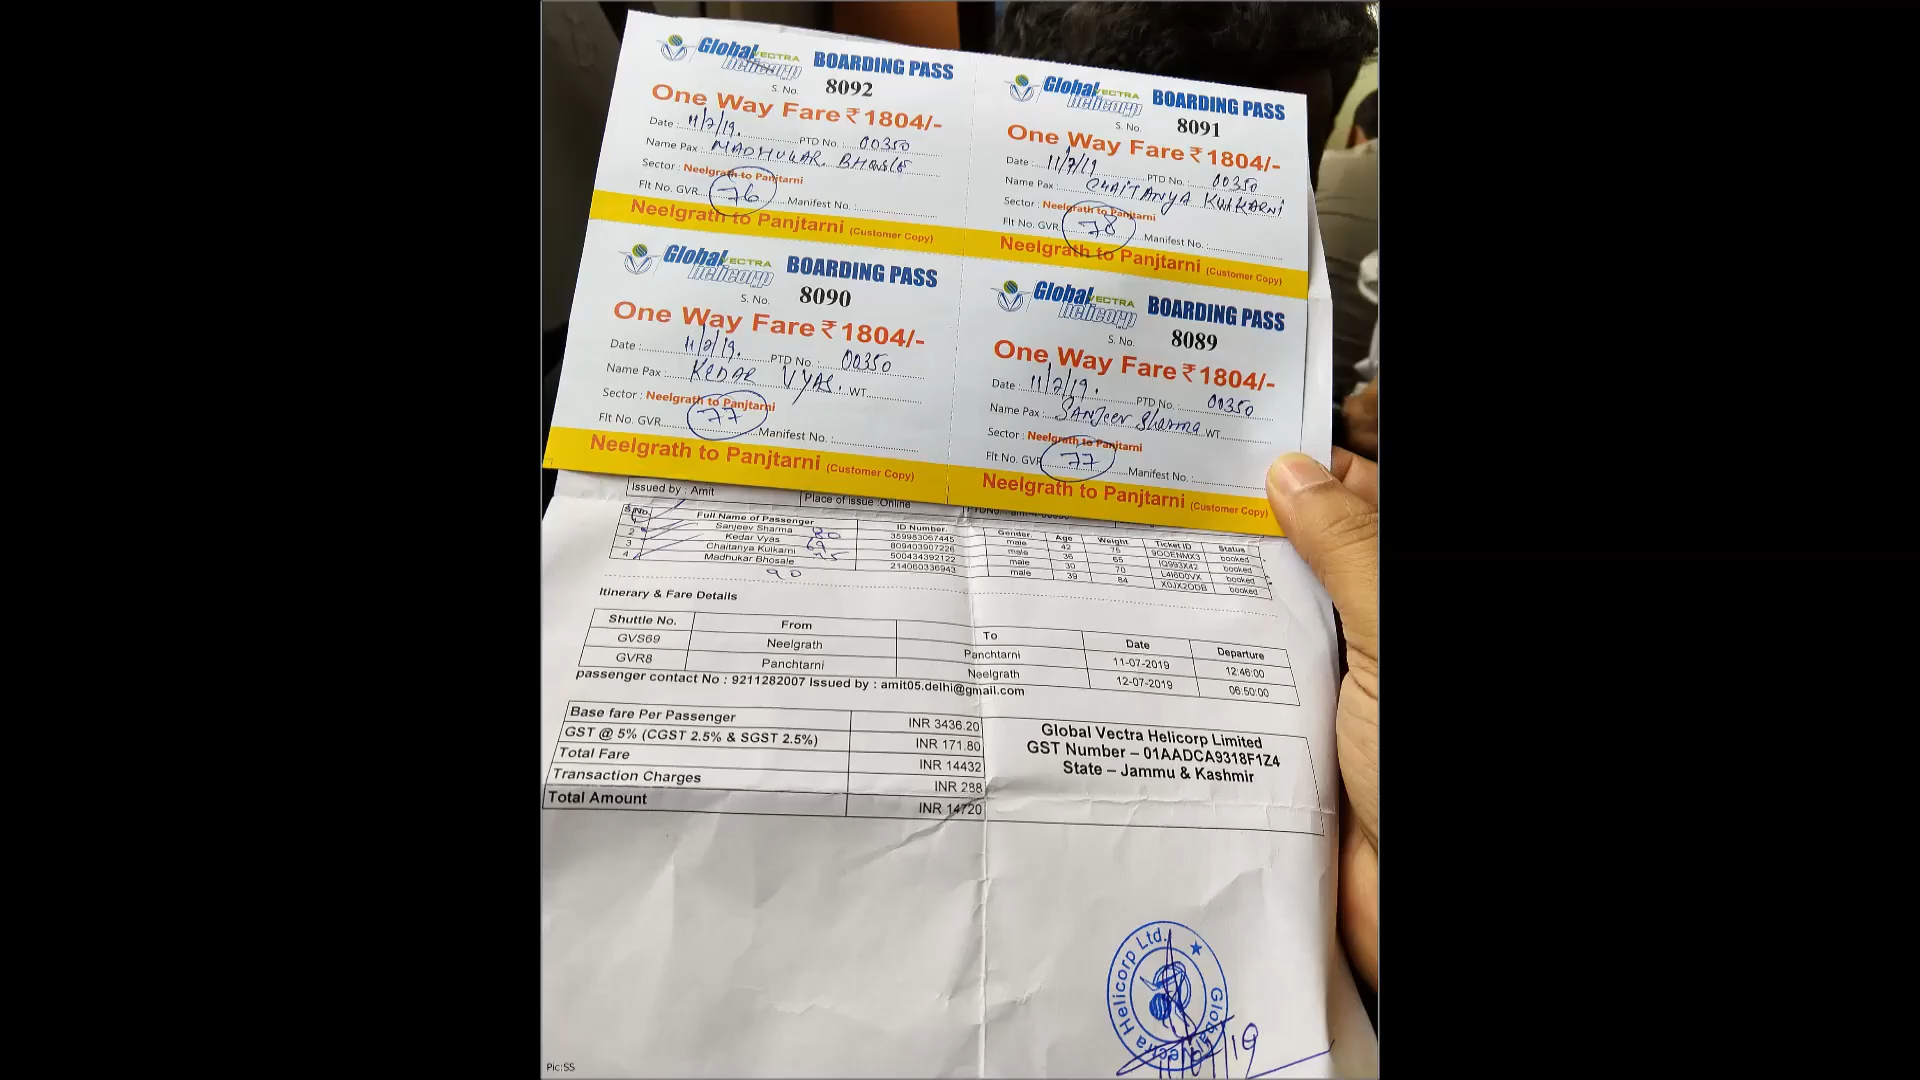 Global VECTRA helicorp BOARDING PASS
S. No. 8092
One Way Fare ₹ 1804/-
Date : 11/7/19. PTD No. : 00350
Name Pax : MADHUKAR BHOSLE
Sector : Neelgrath to Panjtarni
Flt No. GVR 76 Manifest No. :
Neelgrath to Panjtarni (Customer Copy)
Global VECTRA helicorp BOARDING PASS
S. No. 8091
One Way Fare ₹ 1804/-
Date : 11/7/19 PTD No. : 00350
Name Pax : CHAITANYA KULKARNI
Sector : Neelgrath to Panjtarni
Flt No. GVR 78 Manifest No. :
Neelgrath to Panjtarni (Customer Copy)
Global VECTRA helicorp BOARDING PASS
S. No. 8090
One Way Fare ₹ 1804/-
Date : 11/7/19. PTD No. : 00350
Name Pax : KEDAR VYAS. WT
Sector : Neelgrath to Panjtarni
Flt No. GVR 77 Manifest No. :
Neelgrath to Panjtarni (Customer Copy)
Global VECTRA helicorp BOARDING PASS
S. No. 8089
One Way Fare ₹ 1804/-
Date : 11/7/19. PTD No. : 00350
Name Pax : SANJeev Sharma WT
Sector : Neelgrath to Panjtarni
Flt No. GVR 77 Manifest No. :
Neelgrath to Panjtarni (Customer Copy)
Issued by : Amit Place of Issue :Online
S.No. Full Name of Passenger ID Number. Gender. Age Weight Ticket ID Status
1 Sanjeev Sharma 80 359983067445 male 42 75 9OOENMX3 booked
2 Kedar Vyas 69 809403907226 male 36 65 IQ993X42 booked
3 Chaitanya Kulkarni 75 500434392122 male 30 70 L4I6D0VX booked
4 Madhukar Bhosale 214060336943 male 39 84 X0JX2ODB booked
90
Itinerary & Fare Details
Shuttle No. From To Date Departure
GVS69 Neelgrath Panchtarni 11-07-2019 12:46:00
GVR8 Panchtarni Neelgrath 12-07-2019 06:50:00
passenger contact No : 9211282007 Issued by : amit05.delhi@gmail.com
Base fare Per Passenger INR 3436.20
GST @ 5% (CGST 2.5% & SGST 2.5%) INR 171.80
Total Fare INR 14432
Transaction Charges INR 288
Total Amount INR 14720
Global Vectra Helicorp Limited
GST Number – 01AADCA9318F1Z4
State – Jammu & Kashmir
Global Vectra Helicorp Ltd.
Pic:SS